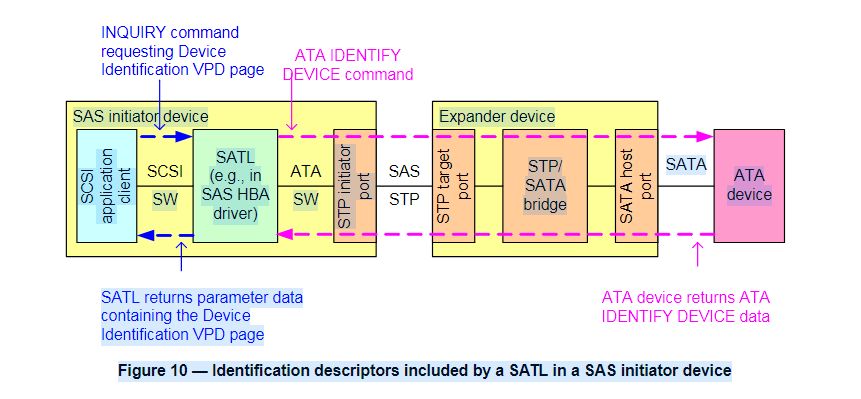 INQUIRY command
requesting Device
Identification VPD page
ATA IDENTIFY
DEVICE command
SAS initiator device
Expander device
SCSI
application
client
SCSI
SW
SATL
(e.g., in
SAS HBA
driver)
ATA
SW
STP initiator
port
SAS
STP
STP target
port
STP/
SATA
bridge
SATA host
port
SATA
ATA
device
SATL returns parameter data
containing the Device
Identification VPD page
ATA device returns ATA
IDENTIFY DEVICE data
Figure 10 — Identification descriptors included by a SATL in a SAS initiator device